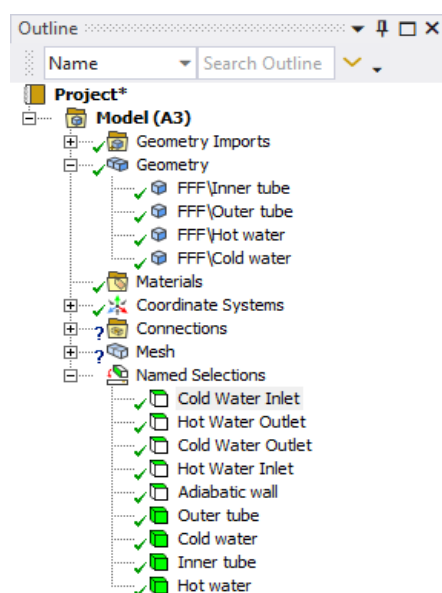 Outline
Name Search Outline
Project*
Model (A3)
Geometry Imports
Geometry
FFF\Inner tube
FFF\Outer tube
FFF\Hot water
FFF\Cold water
Materials
Coordinate Systems
? Connections
? Mesh
Named Selections
Cold Water Inlet
Hot Water Outlet
Cold Water Outlet
Hot Water Inlet
Adiabatic wall
Outer tube
Cold water
Inner tube
Hot water